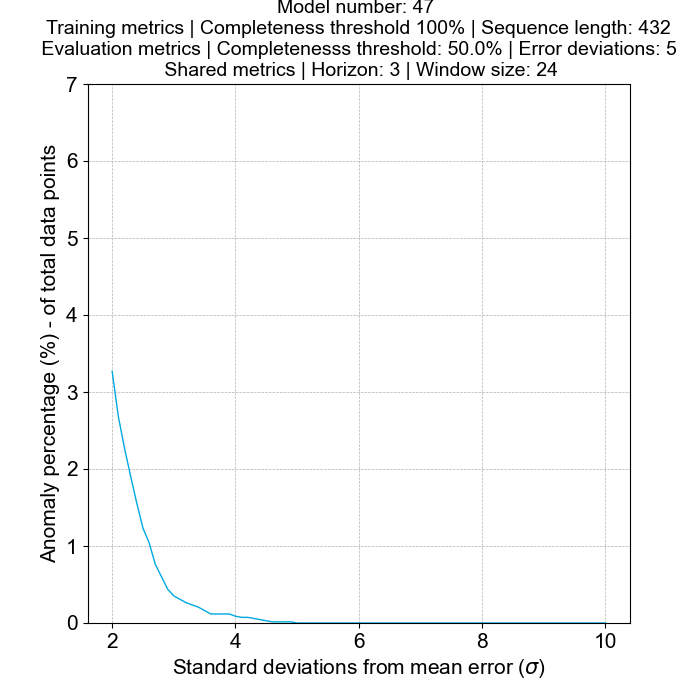 Model number: 47
Training metrics | Completeness threshold 100% | Sequence length: 432
Evaluation metrics | Completenesss threshold: 50.0% | Error deviations: 5
Shared metrics | Horizon: 3 | Window size: 24
7
6
5
4
3
2
1
0
Anomaly percentage (%) - of total data points
2 4 6 8 10
Standard deviations from mean error (σ)